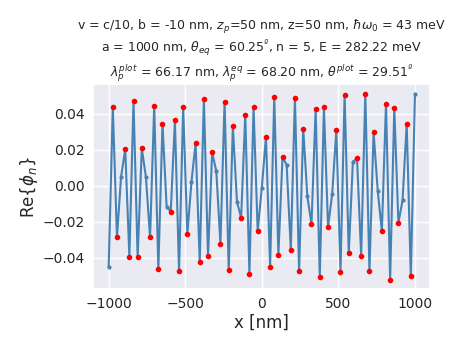 v = c/10, b = -10 nm, z_p=50 nm, z=50 nm, ħω₀ = 43 meV
a = 1000 nm, θ_eq = 60.25°, n = 5, E = 282.22 meV
λ_p^plot = 66.17 nm, λ_p^eq = 68.20 nm, θ^plot = 29.51°
0.04
0.02
0.00
−0.02
−0.04
Re{ϕ_n}
−1000
−500
0
500
1000
x [nm]